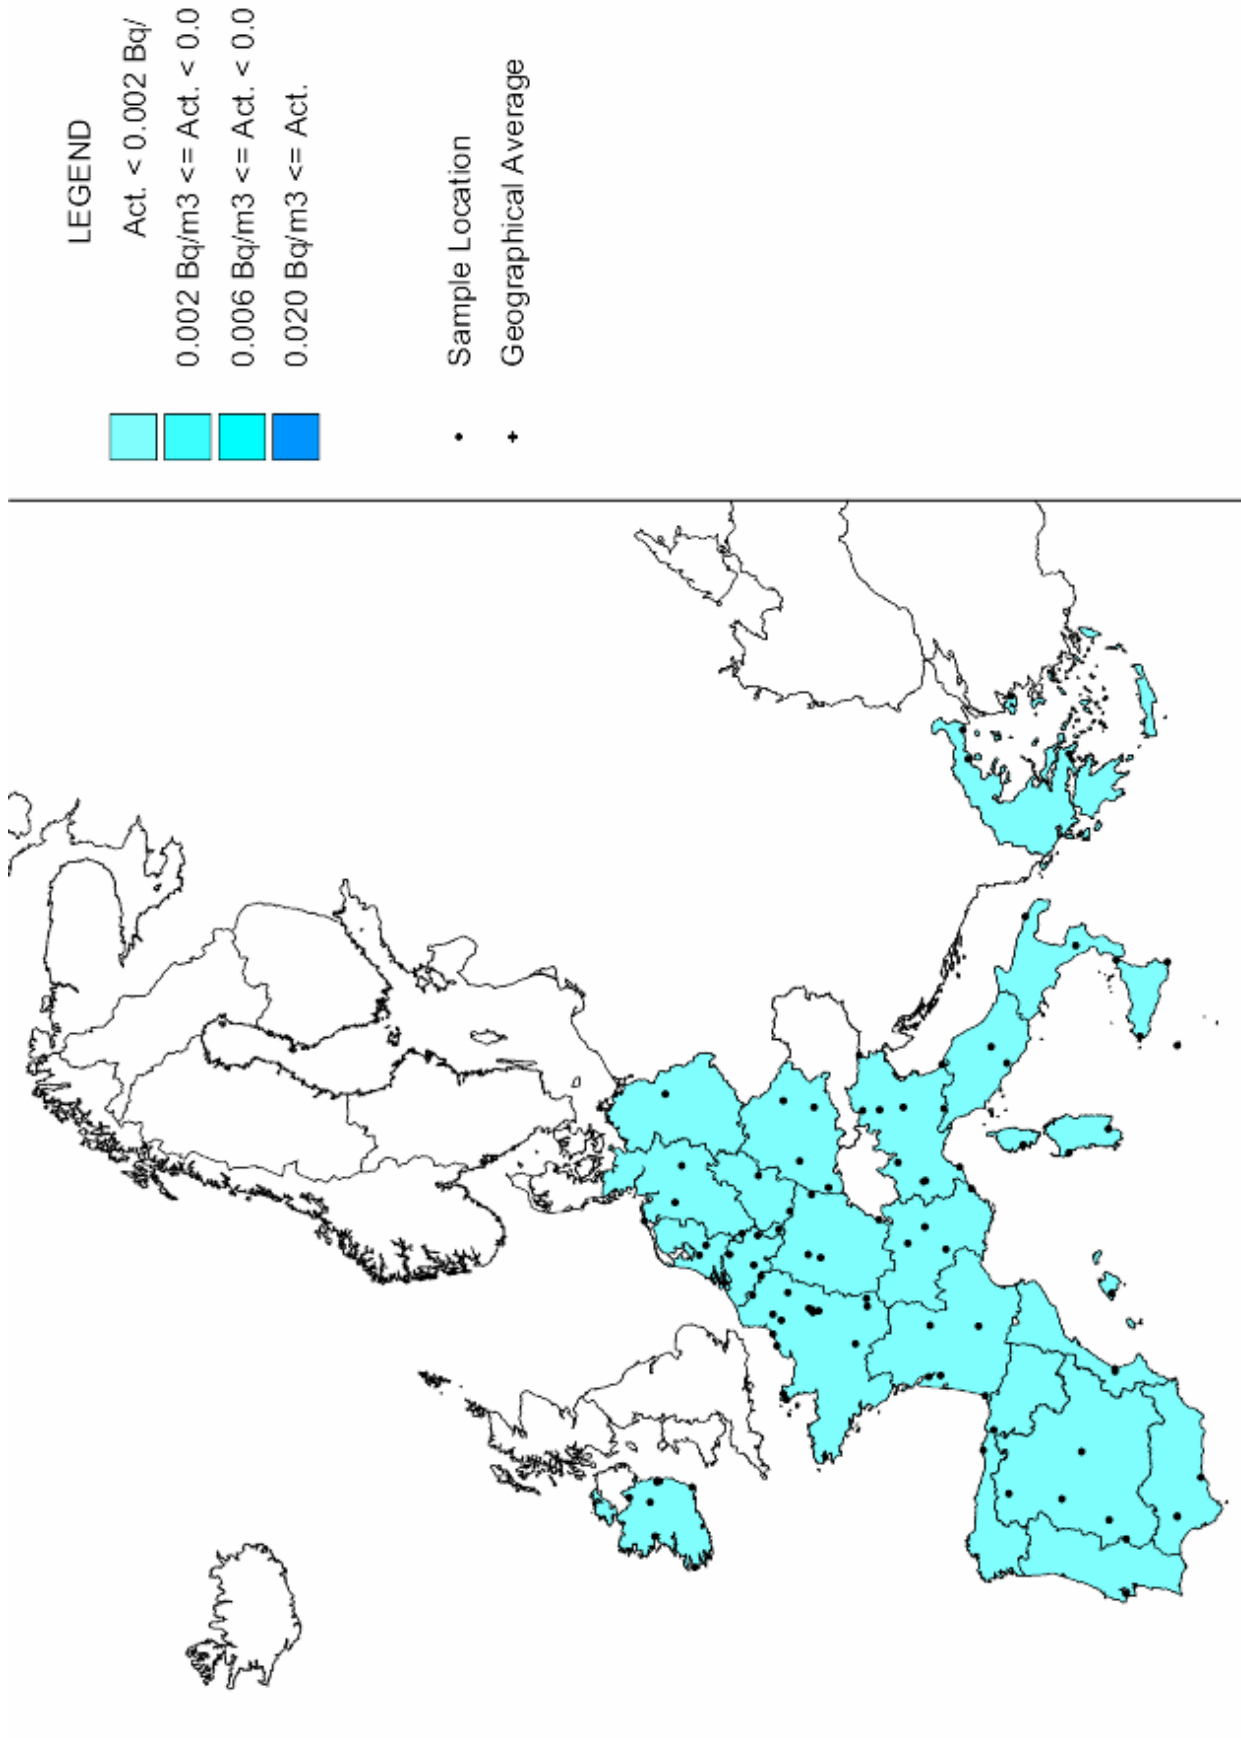 LEGEND
Act. < 0.002 Bq/
0.002 Bq/m3 <= Act. < 0.0
0.006 Bq/m3 <= Act. < 0.0
0.020 Bq/m3 <= Act.
Sample Location
Geographical Average